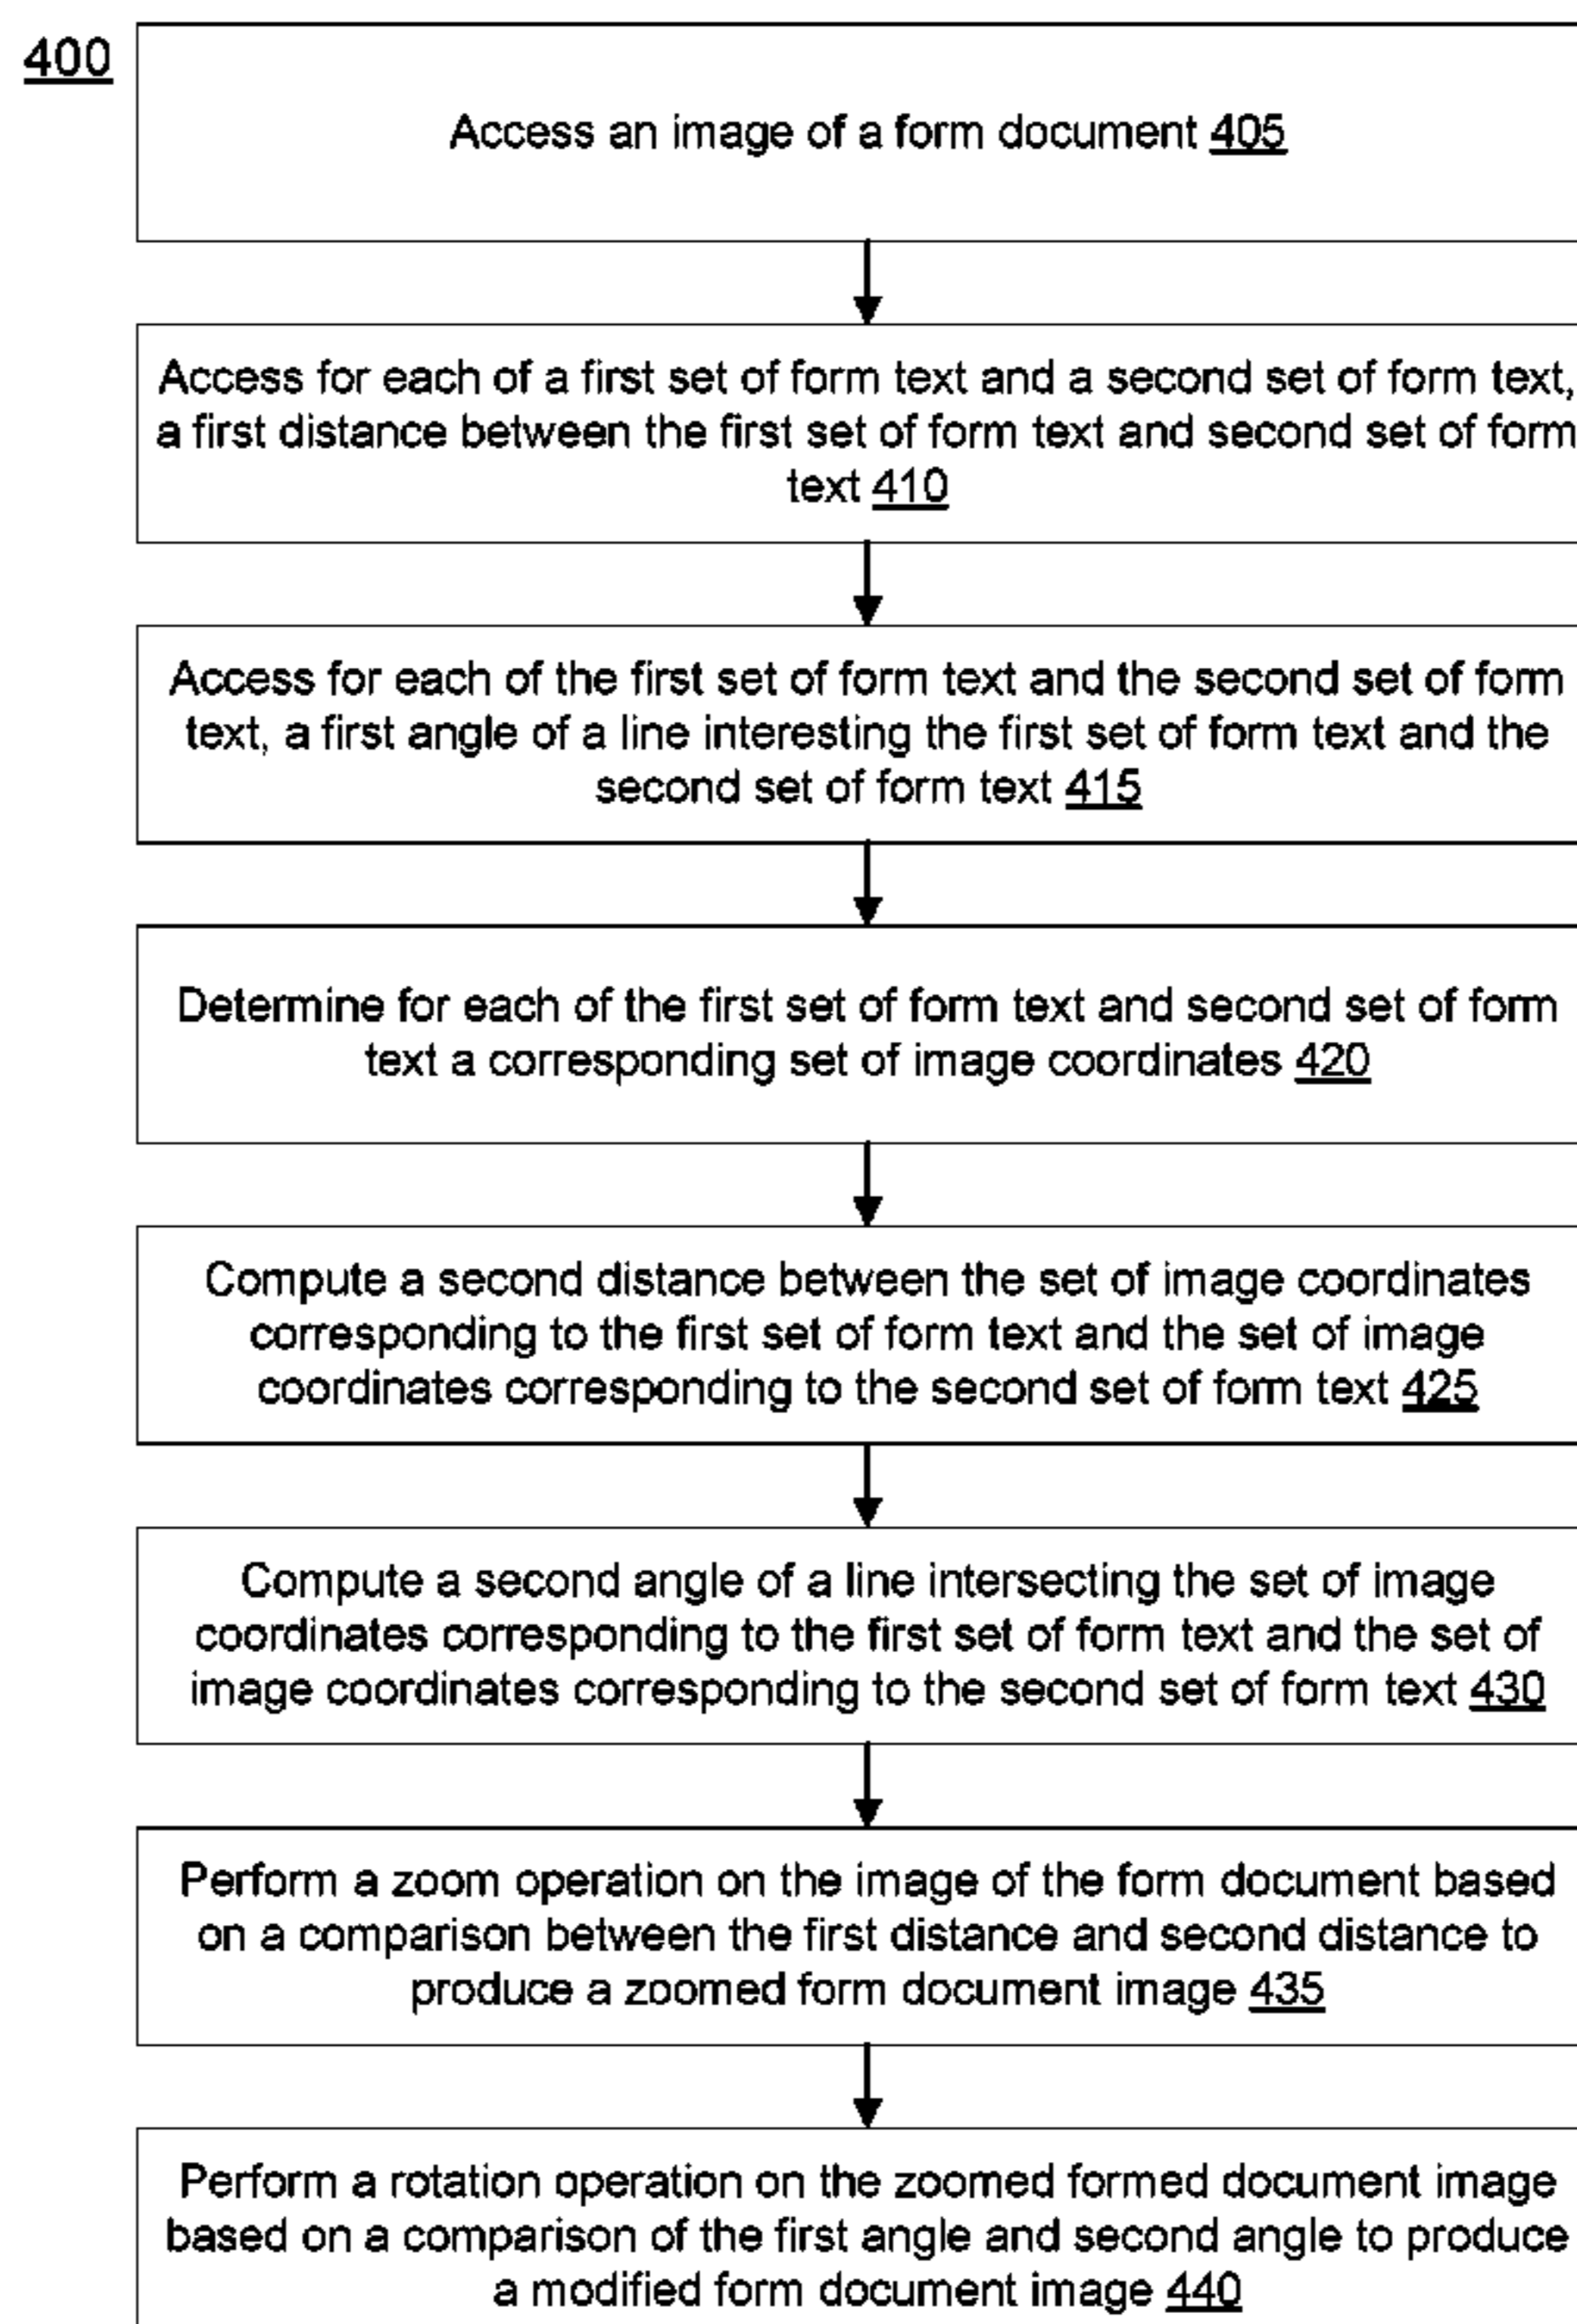 400
Access an image of a form document 405
Access for each of a first set of form text and a second set of form text,
a first distance between the first set of form text and second set of form
text 410
Access for each of the first set of form text and the second set of form
text, a first angle of a line interesting the first set of form text and the
second set of form text 415
Determine for each of the first set of form text and second set of form
text a corresponding set of image coordinates 420
Compute a second distance between the set of image coordinates
corresponding to the first set of form text and the set of image
coordinates corresponding to the second set of form text 425
Compute a second angle of a line intersecting the set of image
coordinates corresponding to the first set of form text and the set of
image coordinates corresponding to the second set of form text 430
Perform a zoom operation on the image of the form document based
on a comparison between the first distance and second distance to
produce a zoomed form document image 435
Perform a rotation operation on the zoomed formed document image
based on a comparison of the first angle and second angle to produce
a modified form document image 440